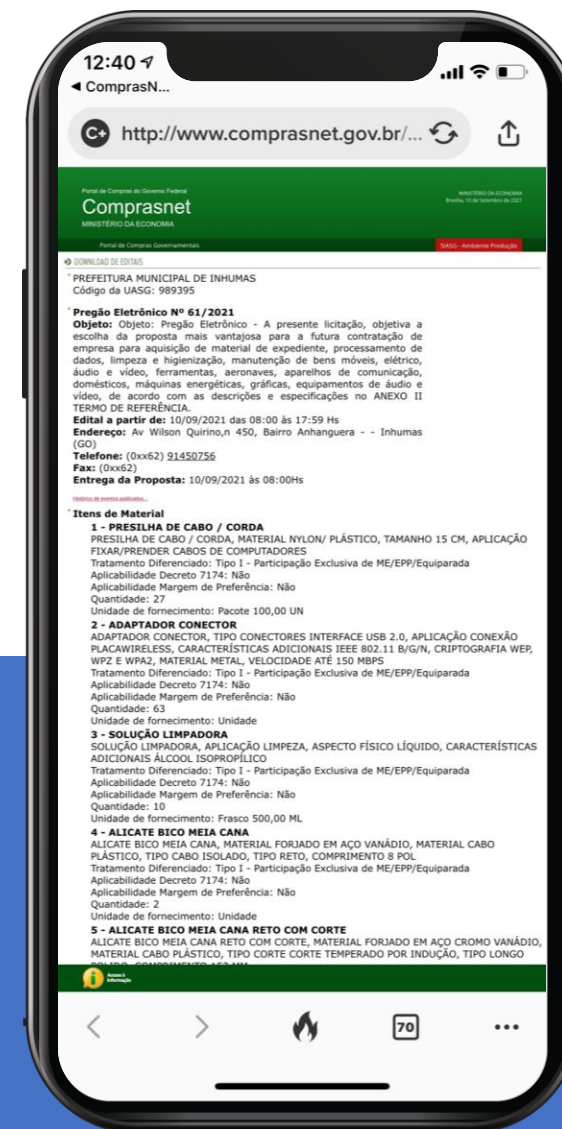 12:40
◀ ComprasN...
C+ http://www.comprasnet.gov.br/...
Portal de Compras do Governo Federal
Comprasnet
MINISTÉRIO DA ECONOMIA
MINISTÉRIO DA ECONOMIA
Brasília, 10 de Setembro de 2021
Portal de Compras Governamentais
SIASG - Ambiente Produção
DOWNLOAD DE EDITAIS
PREFEITURA MUNICIPAL DE INHUMAS
Código da UASG: 989395
Pregão Eletrônico Nº 61/2021
Objeto: Objeto: Pregão Eletrônico - A presente licitação, objetiva a
escolha da proposta mais vantajosa para a futura contratação de
empresa para aquisição de material de expediente, processamento de
dados, limpeza e higienização, manutenção de bens móveis, elétrico,
áudio e vídeo, ferramentas, aeronaves, aparelhos de comunicação,
domésticos, máquinas energéticas, gráficas, equipamentos de áudio e
vídeo, de acordo com as descrições e especificações no ANEXO II
TERMO DE REFERÊNCIA.
Edital a partir de: 10/09/2021 das 08:00 às 17:59 Hs
Endereço: Av Wilson Quirino,n 450, Bairro Anhanguera - - Inhumas
(GO)
Telefone: (0xx62) 91450756
Fax: (0xx62)
Entrega da Proposta: 10/09/2021 às 08:00Hs
Histórico de eventos publicados...
Itens de Material
1 - PRESILHA DE CABO / CORDA
PRESILHA DE CABO / CORDA, MATERIAL NYLON/ PLÁSTICO, TAMANHO 15 CM, APLICAÇÃO
FIXAR/PRENDER CABOS DE COMPUTADORES
Tratamento Diferenciado: Tipo I - Participação Exclusiva de ME/EPP/Equiparada
Aplicabilidade Decreto 7174: Não
Aplicabilidade Margem de Preferência: Não
Quantidade: 27
Unidade de fornecimento: Pacote 100,00 UN
2 - ADAPTADOR CONECTOR
ADAPTADOR CONECTOR, TIPO CONECTORES INTERFACE USB 2.0, APLICAÇÃO CONEXÃO
PLACAWIRELESS, CARACTERÍSTICAS ADICIONAIS IEEE 802.11 B/G/N, CRIPTOGRAFIA WEP,
WPZ E WPA2, MATERIAL METAL, VELOCIDADE ATÉ 150 MBPS
Tratamento Diferenciado: Tipo I - Participação Exclusiva de ME/EPP/Equiparada
Aplicabilidade Decreto 7174: Não
Aplicabilidade Margem de Preferência: Não
Quantidade: 63
Unidade de fornecimento: Unidade
3 - SOLUÇÃO LIMPADORA
SOLUÇÃO LIMPADORA, APLICAÇÃO LIMPEZA, ASPECTO FÍSICO LÍQUIDO, CARACTERÍSTICAS
ADICIONAIS ÁLCOOL ISOPROPÍLICO
Tratamento Diferenciado: Tipo I - Participação Exclusiva de ME/EPP/Equiparada
Aplicabilidade Decreto 7174: Não
Aplicabilidade Margem de Preferência: Não
Quantidade: 10
Unidade de fornecimento: Frasco 500,00 ML
4 - ALICATE BICO MEIA CANA
ALICATE BICO MEIA CANA, MATERIAL FORJADO EM AÇO VANÁDIO, MATERIAL CABO
PLÁSTICO, TIPO CABO ISOLADO, TIPO RETO, COMPRIMENTO 8 POL
Tratamento Diferenciado: Tipo I - Participação Exclusiva de ME/EPP/Equiparada
Aplicabilidade Decreto 7174: Não
Aplicabilidade Margem de Preferência: Não
Quantidade: 2
Unidade de fornecimento: Unidade
5 - ALICATE BICO MEIA CANA RETO COM CORTE
ALICATE BICO MEIA CANA RETO COM CORTE, MATERIAL FORJADO EM AÇO CROMO VANÁDIO,
MATERIAL CABO PLÁSTICO, TIPO CORTE CORTE TEMPERADO POR INDUÇÃO, TIPO LONGO
Acesso à
Informação
70